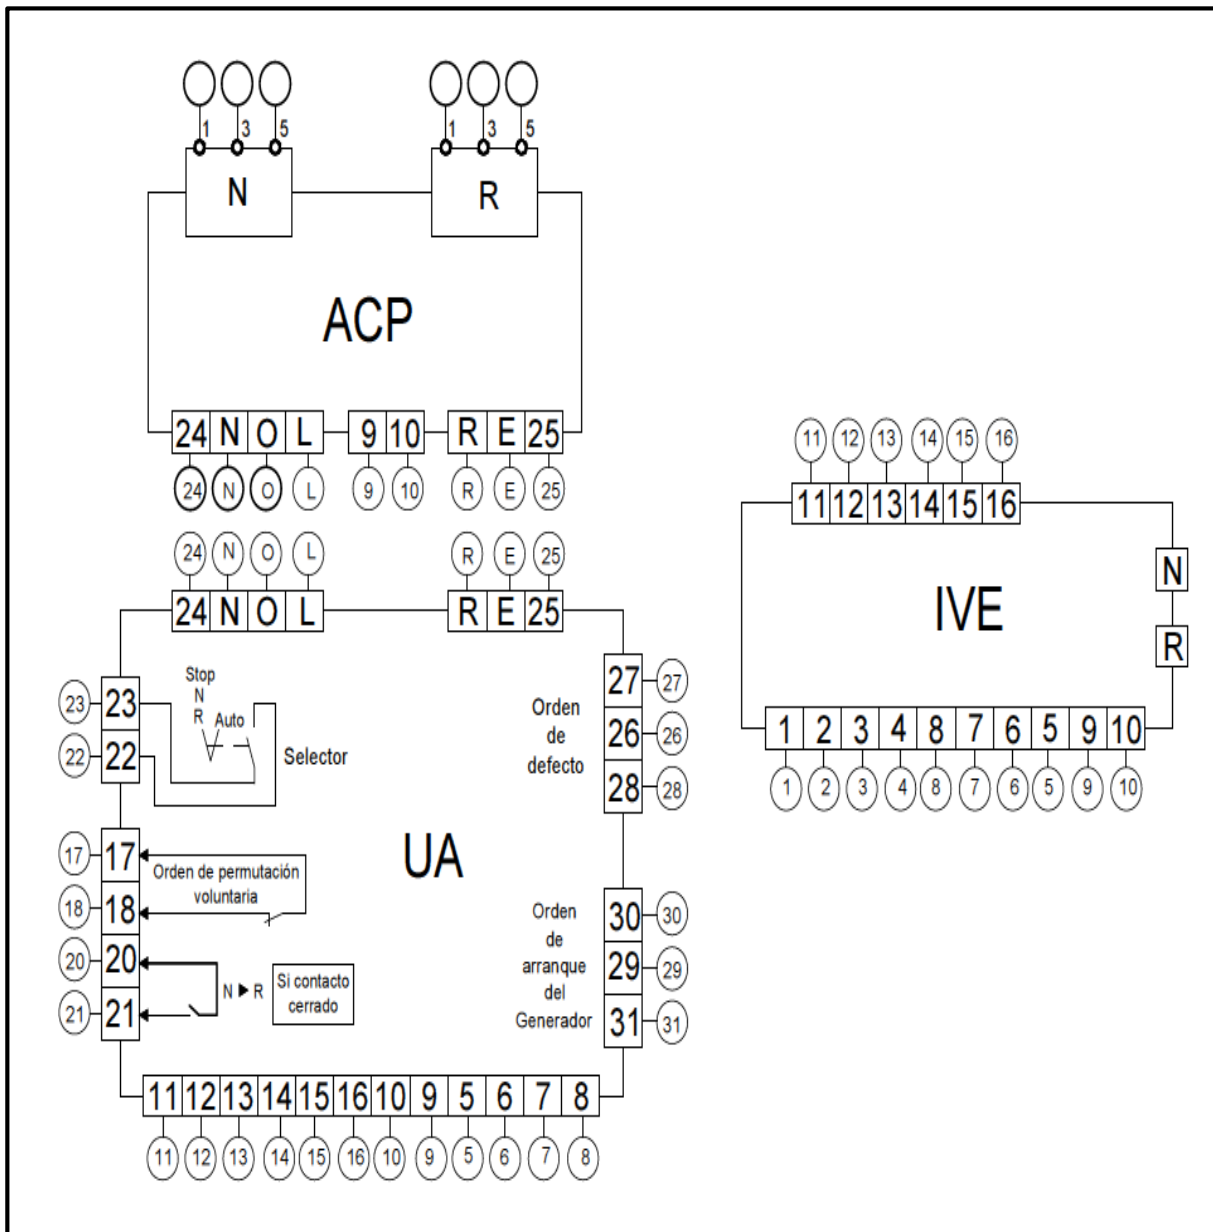 1 3 5 1 3 5
N R
ACP
24 N O L 9 10 R E 25
24 N O L 9 10 R E 25
24 N O L R E 25
24 N O L R E 25
23 23
22 22
Stop
N
R Auto
Selector
Orden
de
defecto
27 27
26 26
28 28
UA
17 17
18 18
Orden de permutación
voluntaria
20 20
21 21
N ▶ R
Si contacto
cerrado
Orden
de
arranque
del
Generador
30 30
29 29
31 31
11 12 13 14 15 16 10 9 5 6 7 8
11 12 13 14 15 16 10 9 5 6 7 8
11 12 13 14 15 16
11 12 13 14 15 16
IVE
N
R
1 2 3 4 8 7 6 5 9 10
1 2 3 4 8 7 6 5 9 10